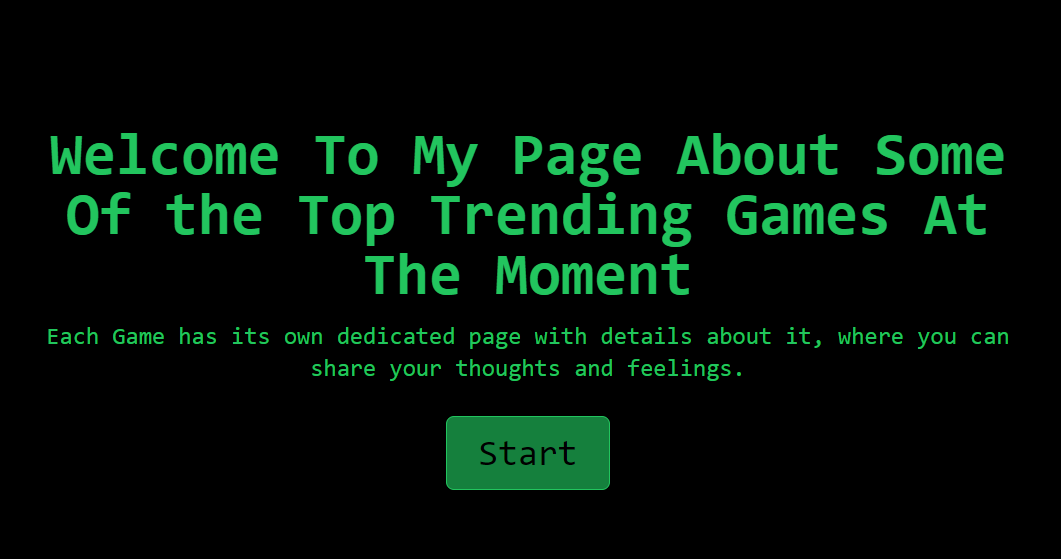 Welcome To My Page About Some
Of the Top Trending Games At
The Moment
Each Game has its own dedicated page with details about it, where you can
share your thoughts and feelings.
Start